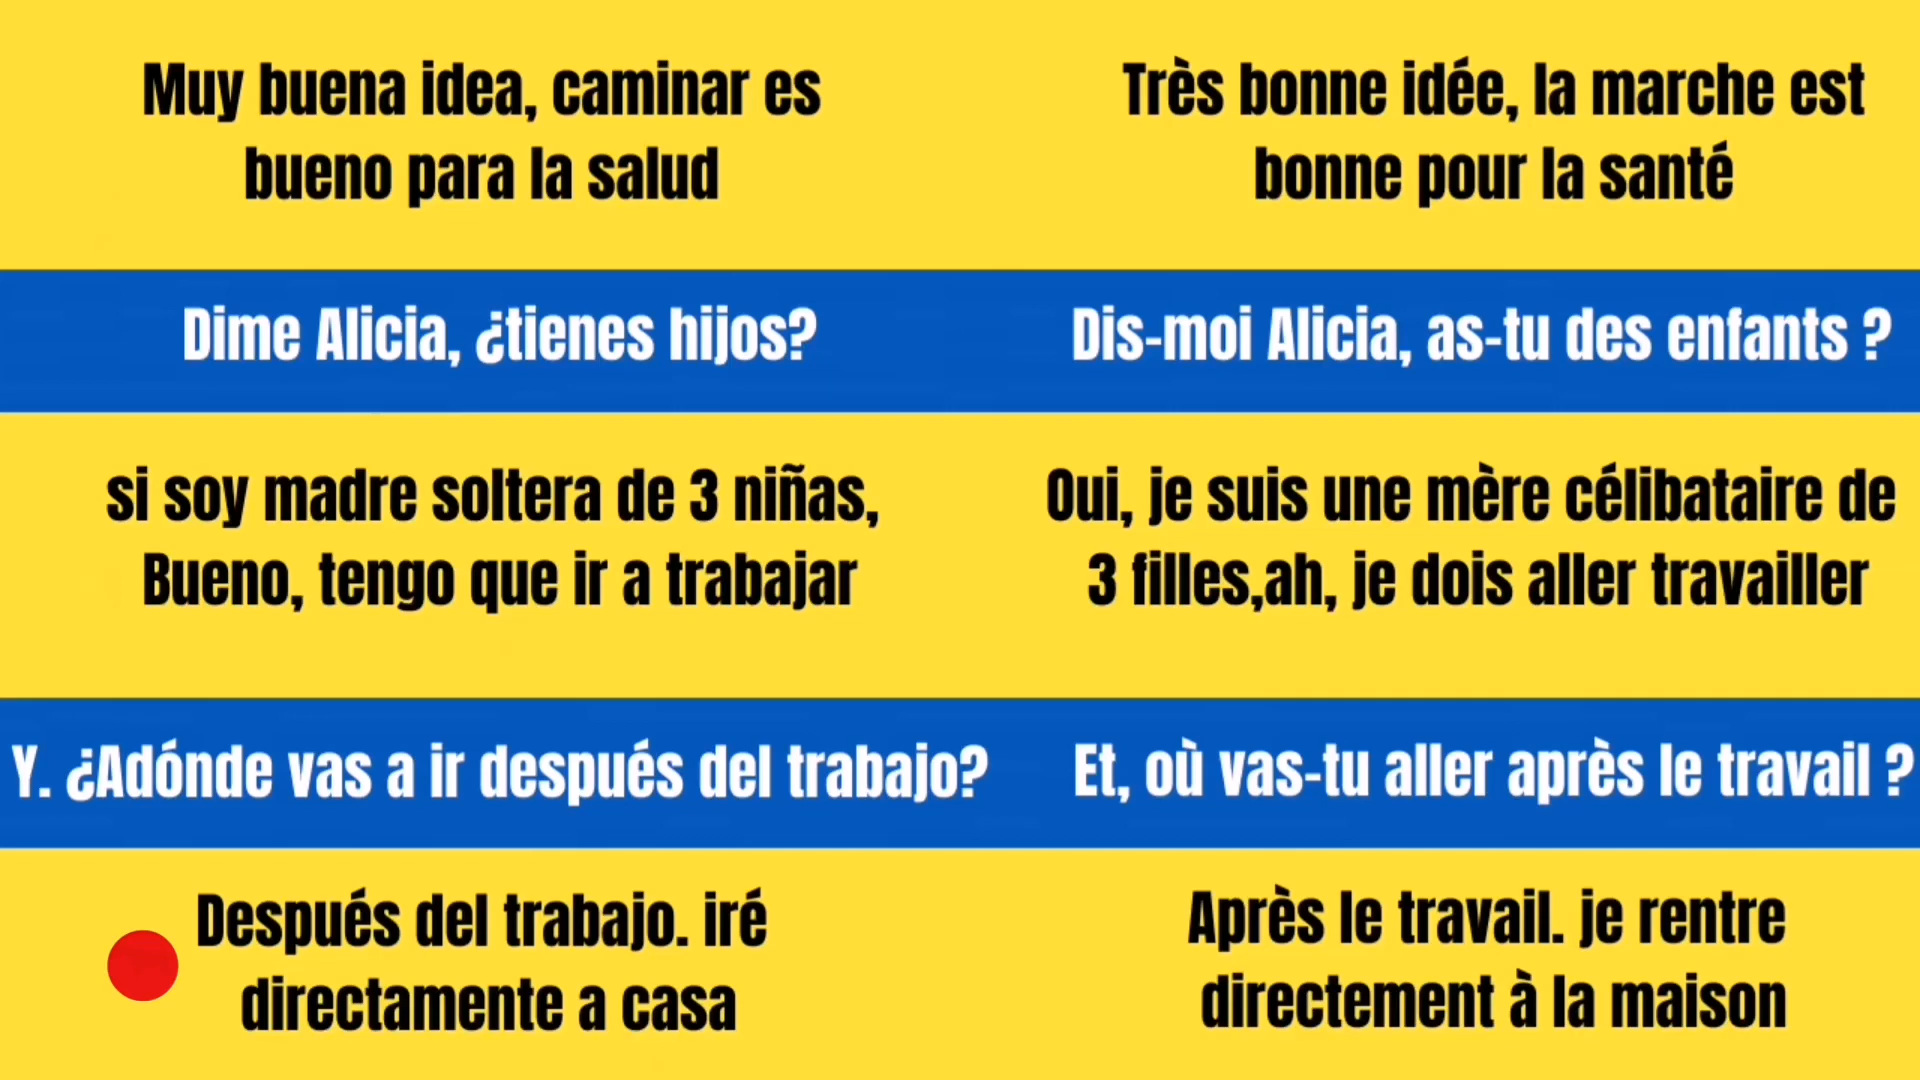 Muy buena idea, caminar es
bueno para la salud
Très bonne idée, la marche est
bonne pour la santé
Dime Alicia, ¿tienes hijos?
Dis-moi Alicia, as-tu des enfants ?
si soy madre soltera de 3 niñas,
Bueno, tengo que ir a trabajar
Oui, je suis une mère célibataire de
3 filles,ah, je dois aller travailler
Y. ¿Adónde vas a ir después del trabajo?
Et, où vas-tu aller après le travail ?
Después del trabajo. iré
directamente a casa
Après le travail. je rentre
directement à la maison